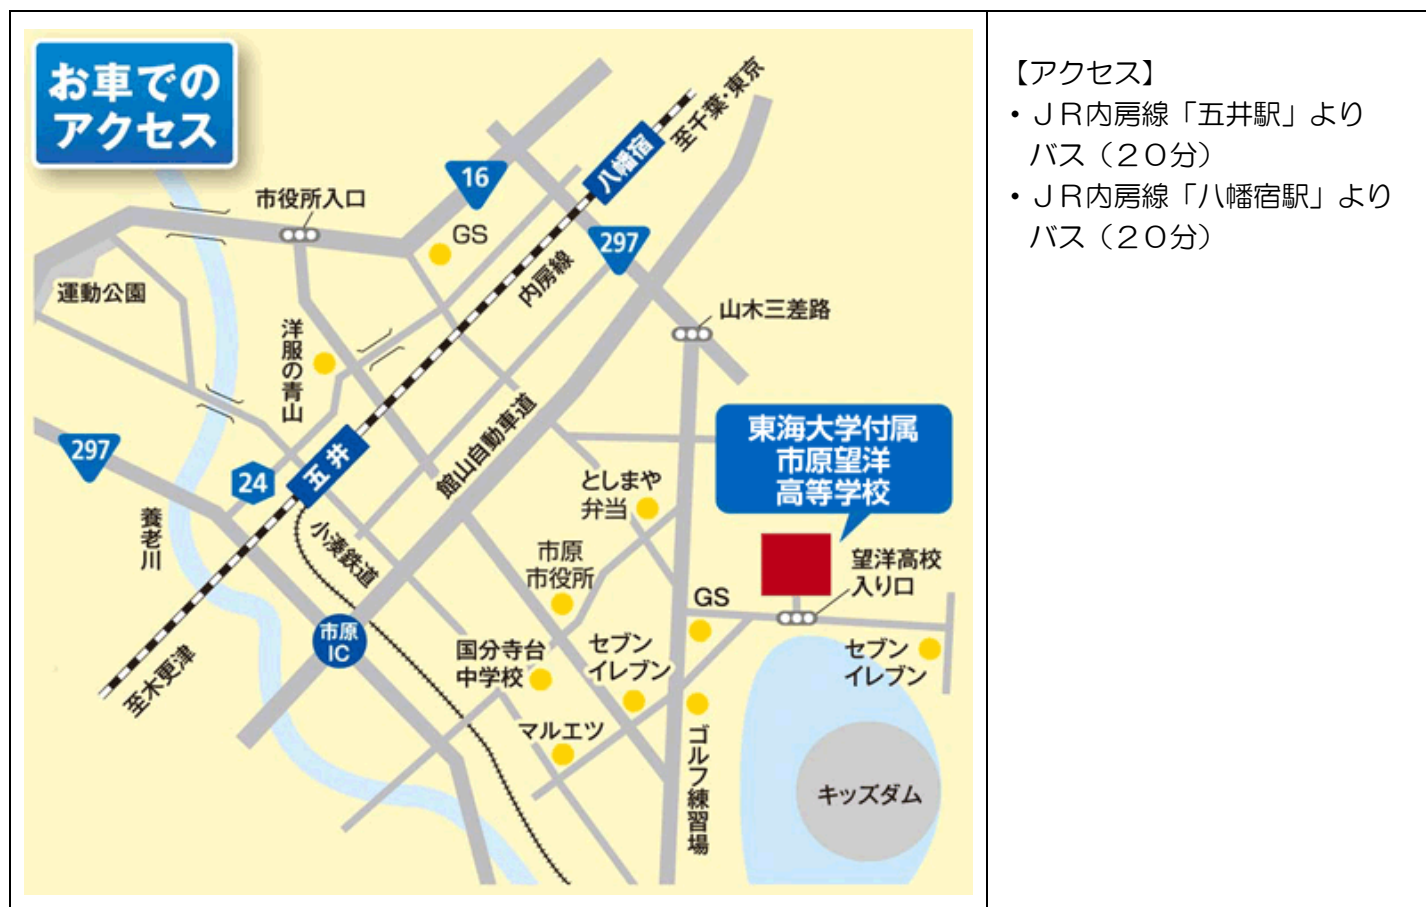 お車での
アクセス
至千葉・東京
八幡宿
16
市役所入口
GS
297
内房線
運動公園
山木三差路
洋服の青山
館山自動車道
東海大学付属
市原望洋
高等学校
297
五井
24
としまや
弁当
養老川
小湊鉄道
市原
市役所
望洋高校
入り口
GS
市原
IC
国分寺台
中学校
セブン
イレブン
セブン
イレブン
至木更津
マルエツ
ゴルフ練習場
キッズダム
【アクセス】
・ＪＲ内房線「五井駅」より
バス（２０分）
・ＪＲ内房線「八幡宿駅」より
バス（２０分）